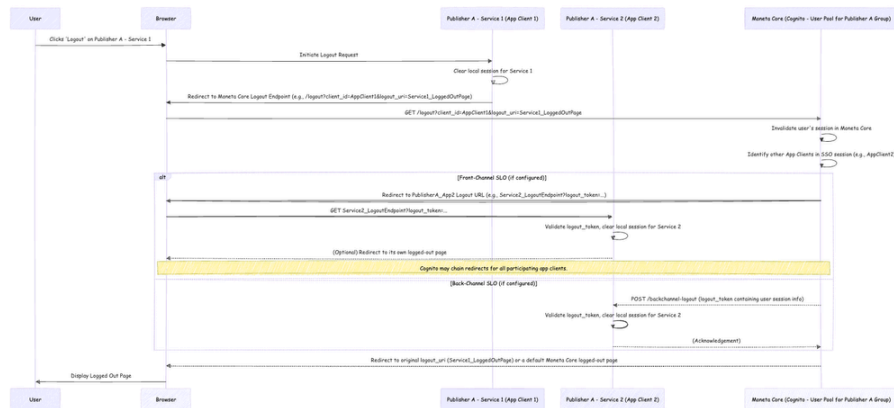 User
Browser
Publisher A - Service 1 (App Client 1)
Publisher A - Service 2 (App Client 2)
Moneta Core (Cognito - User Pool for Publisher A Group)
Clicks 'Logout' on Publisher A - Service 1
Initiate Logout Request
Clear local session for Service 1
Redirect to Moneta Core Logout Endpoint (e.g., /logout?client_id=AppClient1&logout_uri=Service1_LoggedOutPage)
GET /logout?client_id=AppClient1&logout_uri=Service1_LoggedOutPage
Invalidate user's session in Moneta Core
Identify other App Clients in SSO session (e.g., AppClient2)
alt
[Front-Channel SLO (if configured)]
Redirect to PublisherA_App2 Logout URL (e.g., Service2_LogoutEndpoint?logout_token=...)
GET Service2_LogoutEndpoint?logout_token=...
Validate logout_token, clear local session for Service 2
(Optional) Redirect to its own logged-out page
Cognito may chain redirects for all participating app clients.
[Back-Channel SLO (if configured)]
POST /backchannel-logout (logout_token containing user session info)
Validate logout_token, clear local session for Service 2
(Acknowledgement)
Redirect to original logout_uri (Service1_LoggedOutPage) or a default Moneta Core logged-out page
Display Logged Out Page
User
Browser
Publisher A - Service 1 (App Client 1)
Publisher A - Service 2 (App Client 2)
Moneta Core (Cognito - User Pool for Publisher A Group)